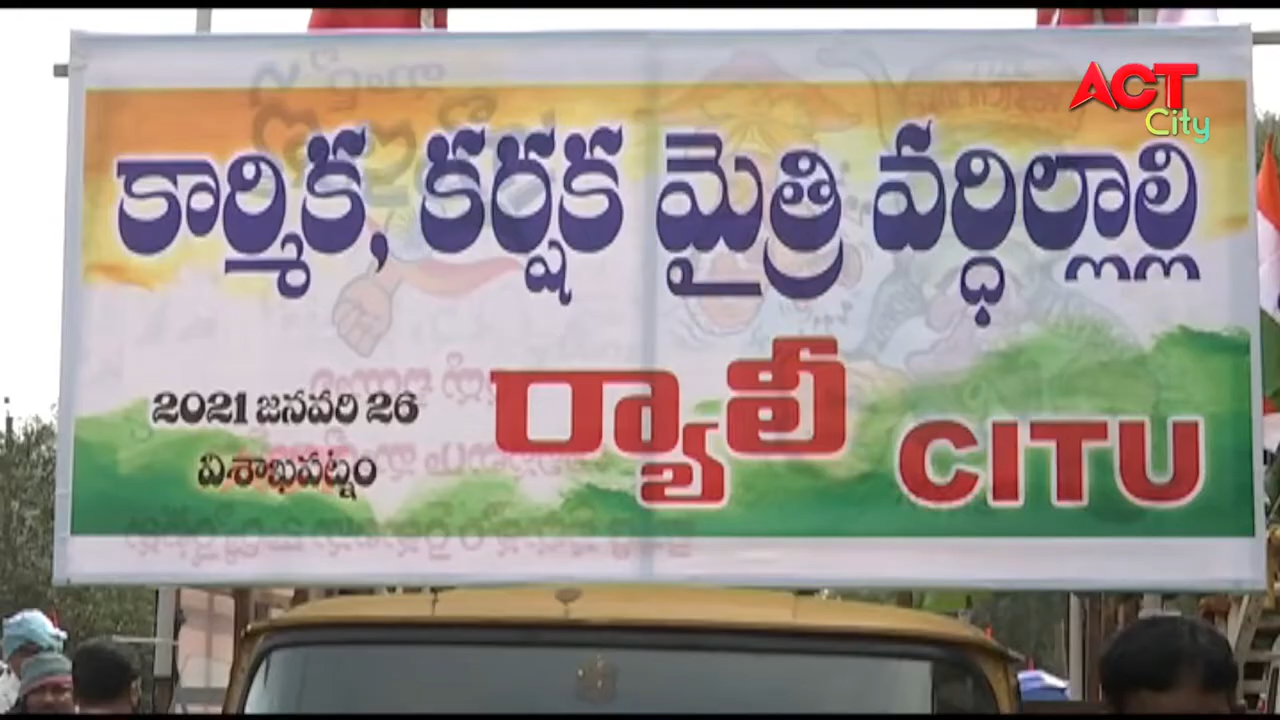 ACT
City
కార్మిక, కర్షక మైత్రి వర్ధిల్లాల్లి
ర్యాలీ
2021 జనవరి 26
విశాఖపట్నం
CITU